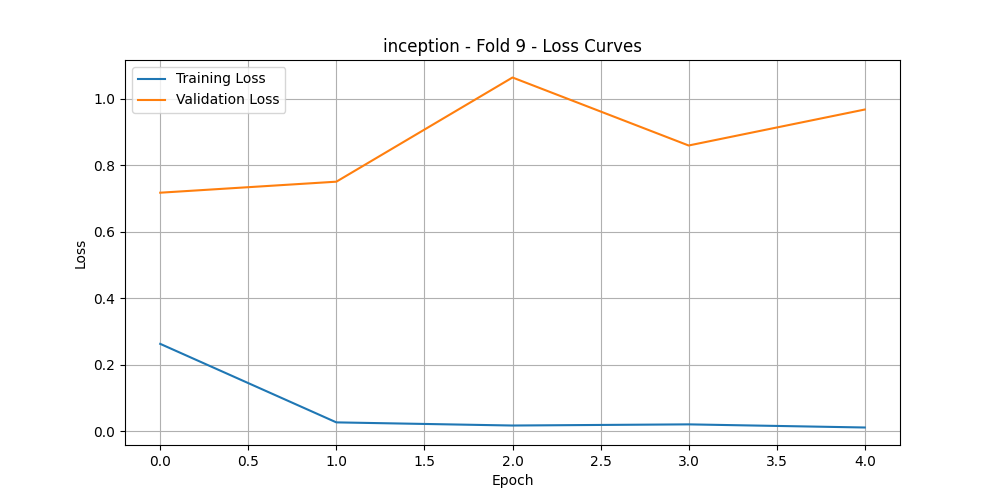 inception - Fold 9 - Loss Curves
Training Loss
Validation Loss
1.0
0.8
0.6
0.4
0.2
0.0
Loss
0.0 0.5 1.0 1.5 2.0 2.5 3.0 3.5 4.0
Epoch